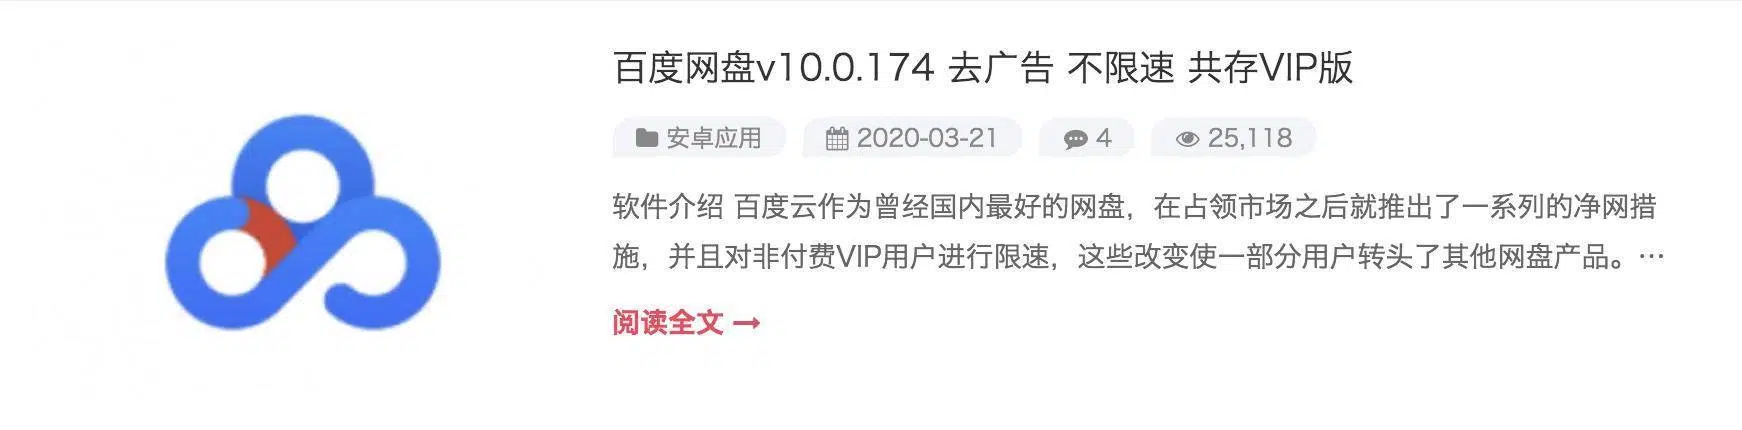 百度网盘v10.0.174 去广告 不限速 共存VIP版
安卓应用 2020-03-21 4 25,118
软件介绍 百度云作为曾经国内最好的网盘，在占领市场之后就推出了一系列的净网措
施，并且对非付费VIP用户进行限速，这些改变使一部分用户转头了其他网盘产品。…
阅读全文 →